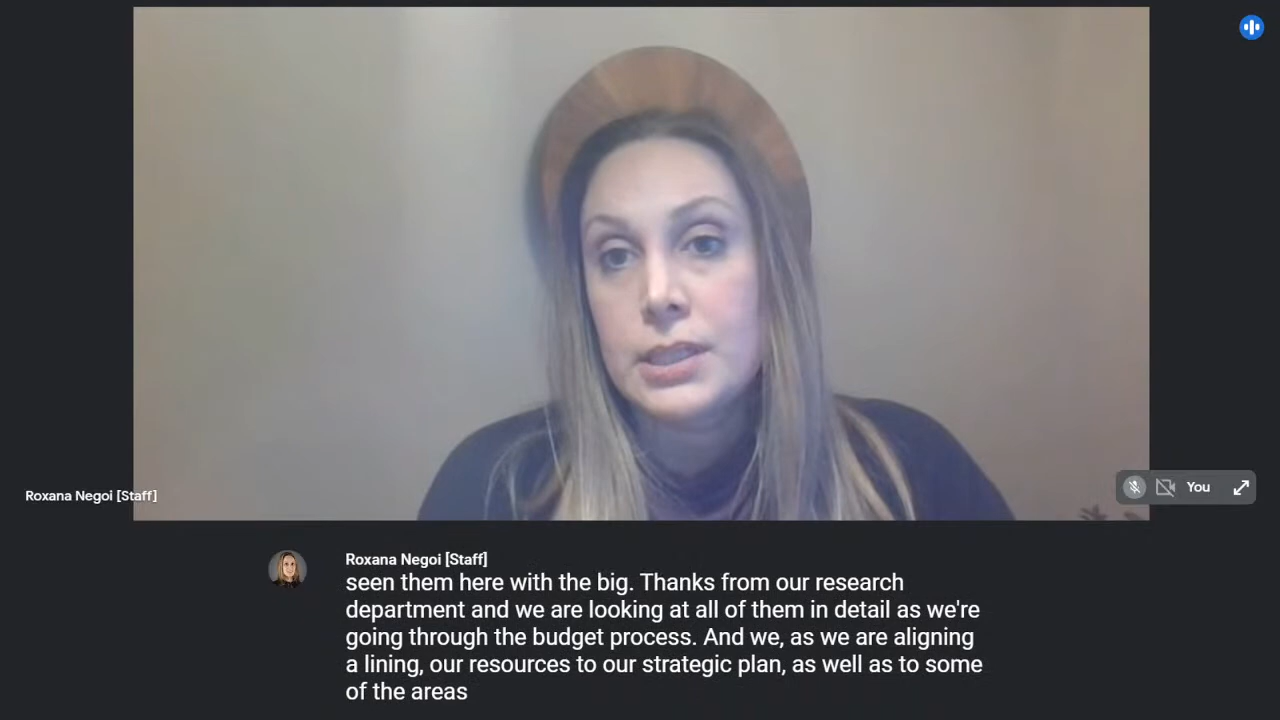 Roxana Negoi [Staff]
You
Roxana Negoi [Staff]
seen them here with the big. Thanks from our research
department and we are looking at all of them in detail as we're
going through the budget process. And we, as we are aligning
a lining, our resources to our strategic plan, as well as to some
of the areas